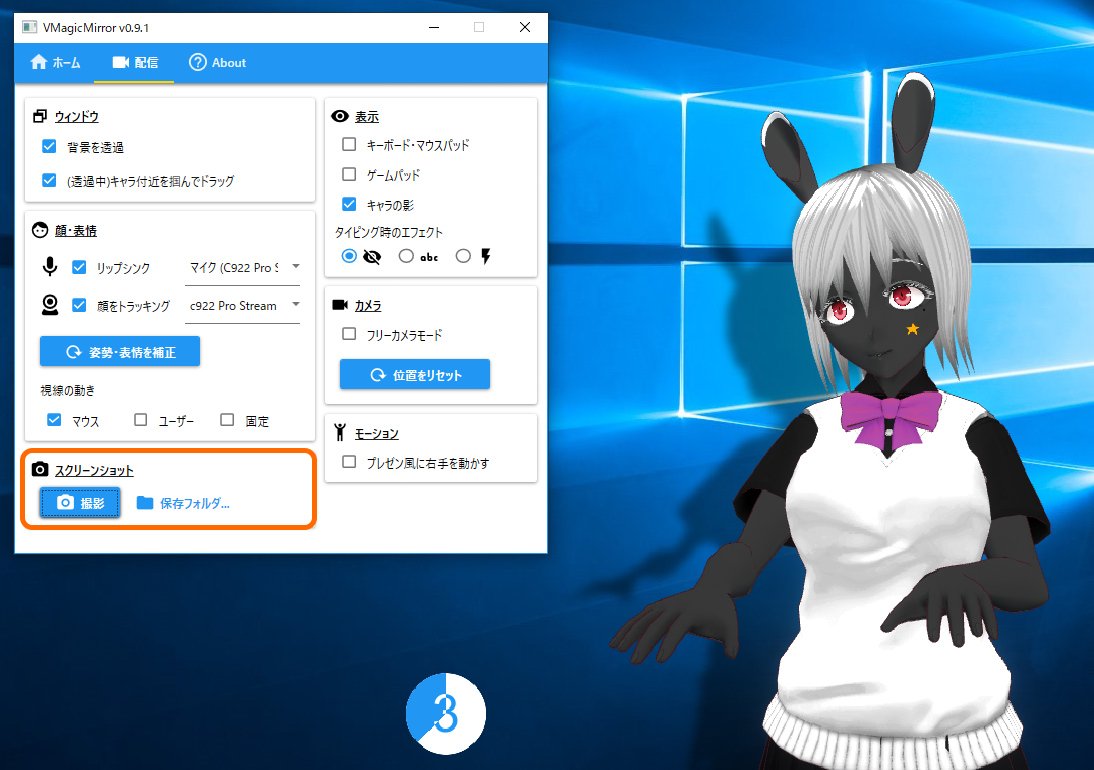 VMagicMirror v0.9.1
ホーム
配信
About
ウィンドウ
背景を透過
(透過中)キャラ付近を掴んでドラッグ
顔・表情
リップシンク
マイク (C922 Pro S
顔をトラッキング
c922 Pro Stream
姿勢・表情を補正
視線の動き
マウス
ユーザー
固定
スクリーンショット
撮影
保存フォルダ...
表示
キーボード・マウスパッド
ゲームパッド
キャラの影
タイピング時のエフェクト
abc
カメラ
フリーカメラモード
位置をリセット
モーション
プレゼン風に右手を動かす
3